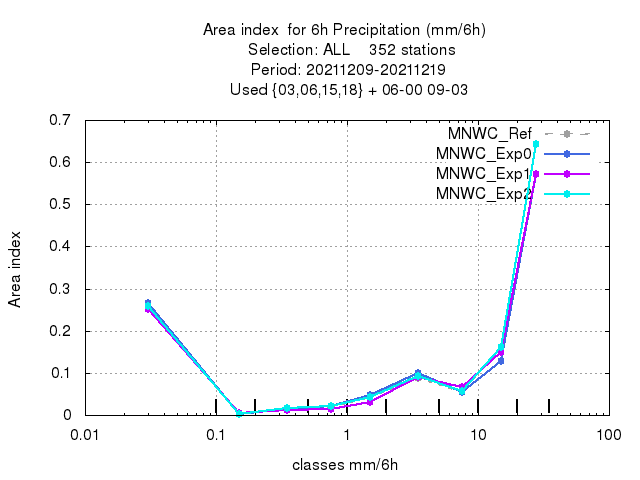 Area index  for 6h Precipitation (mm/6h)
Selection: ALL    352 stations
Period: 20211209-20211219
Used {03,06,15,18} + 06-00 09-03
0.7
0.6
0.5
0.4
0.3
0.2
0.1
0
Area index
MNWC_Ref
MNWC_Exp0
MNWC_Exp1
MNWC_Exp2
0.01 0.1 1 10 100
classes mm/6h